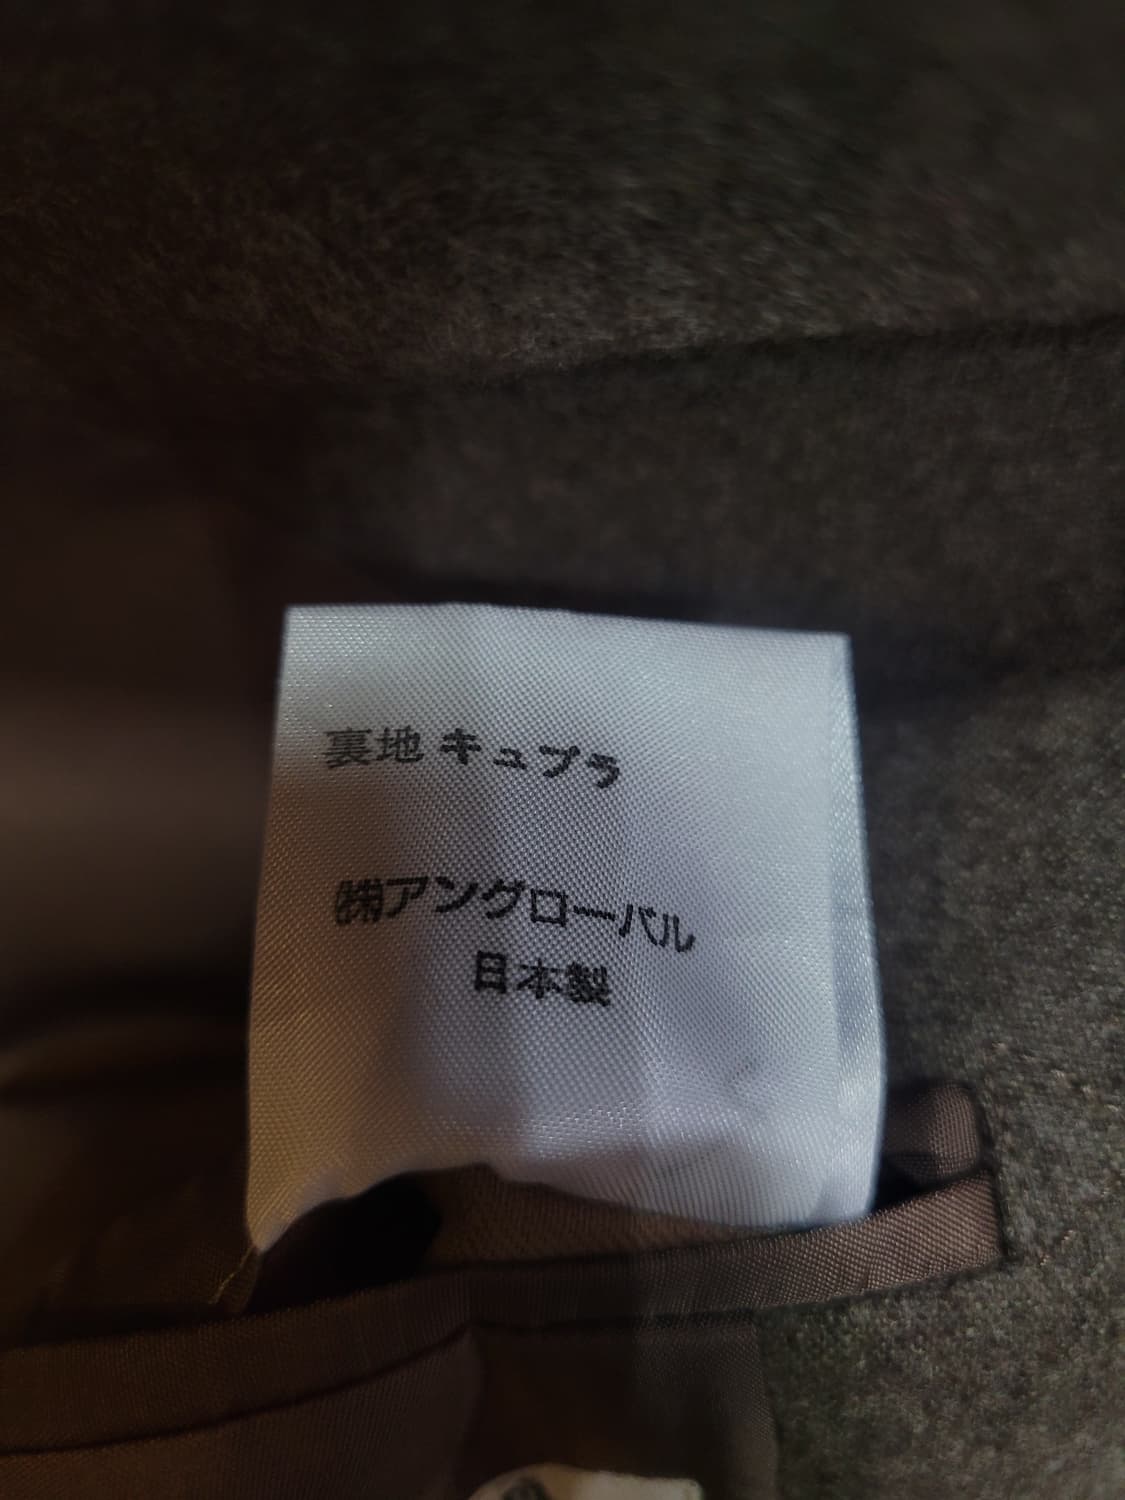 裏地 キュプラ
㈱アングローバル
日本製